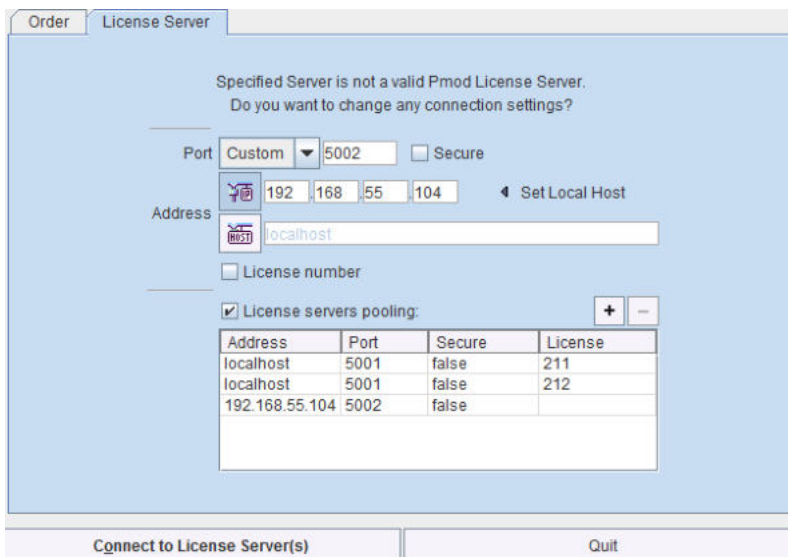 Order License Server
Specified Server is not a valid Pmod License Server.
Do you want to change any connection settings?
Port Custom 5002 Secure
IP 192 .168 .55 .104 Set Local Host
Address
HOST localhost
License number
License servers pooling: + −
Address Port Secure License
localhost 5001 false 211
localhost 5001 false 212
192.168.55.104 5002 false
Connect to License Server(s) Quit